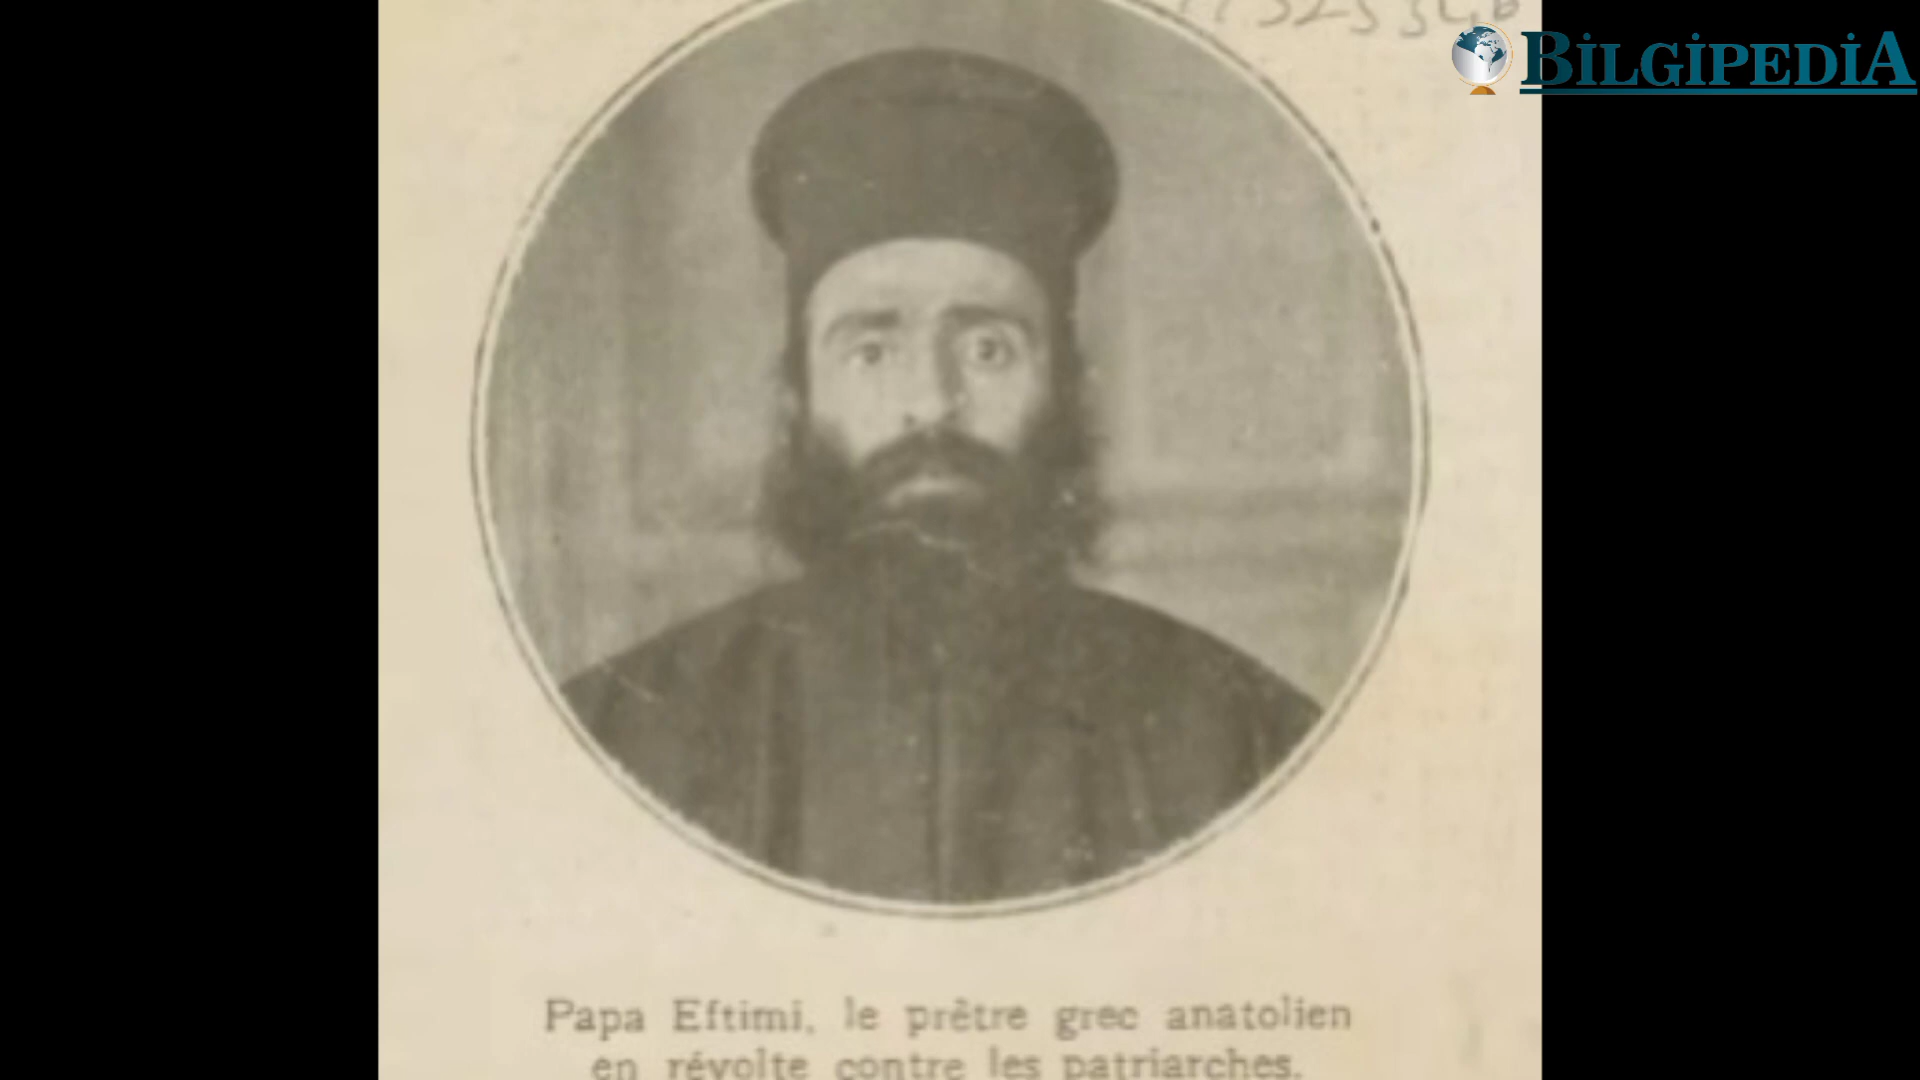 BİLGİPEDİA
Papa Eftimi, le prêtre grec anatolien
en révolte contre les patriarches.